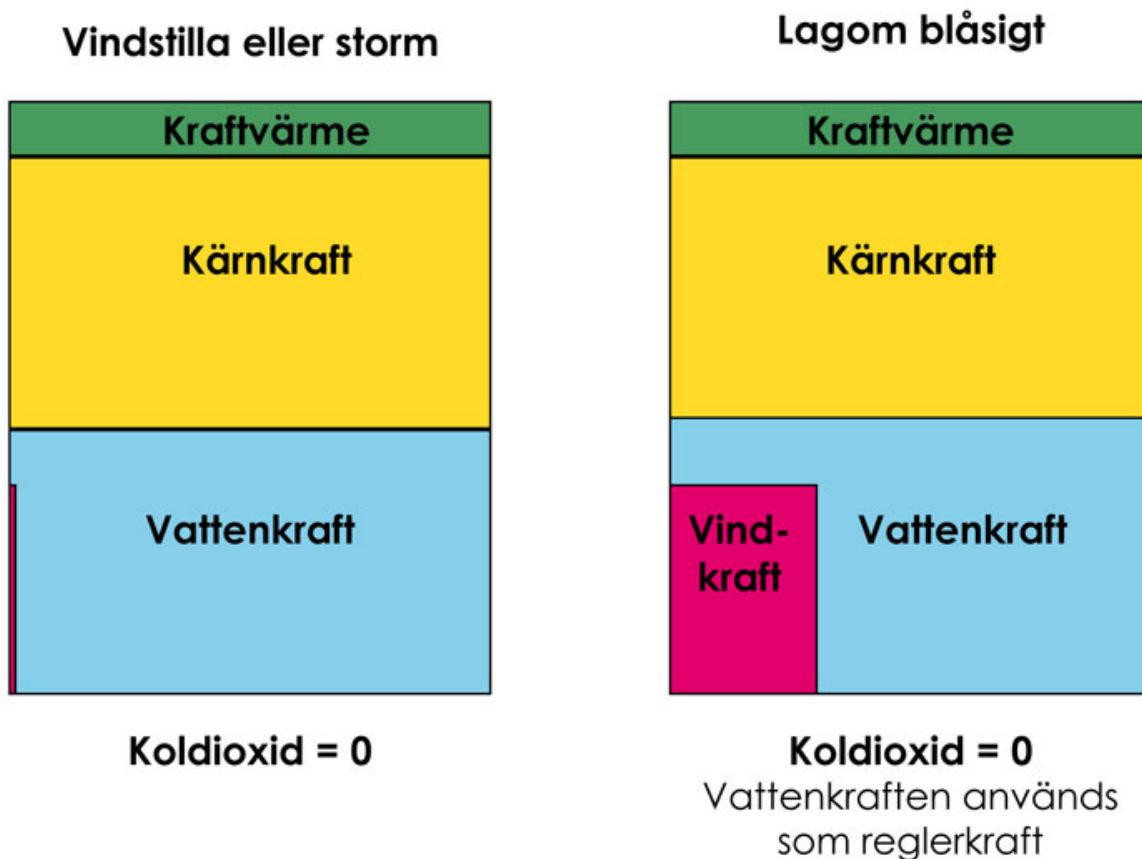 Vindstilla eller storm
Kraftvärme
Kärnkraft
Vattenkraft
Koldioxid = 0
Lagom blåsigt
Kraftvärme
Kärnkraft
Vind-
kraft
Vattenkraft
Koldioxid = 0
Vattenkraften används
som reglerkraft